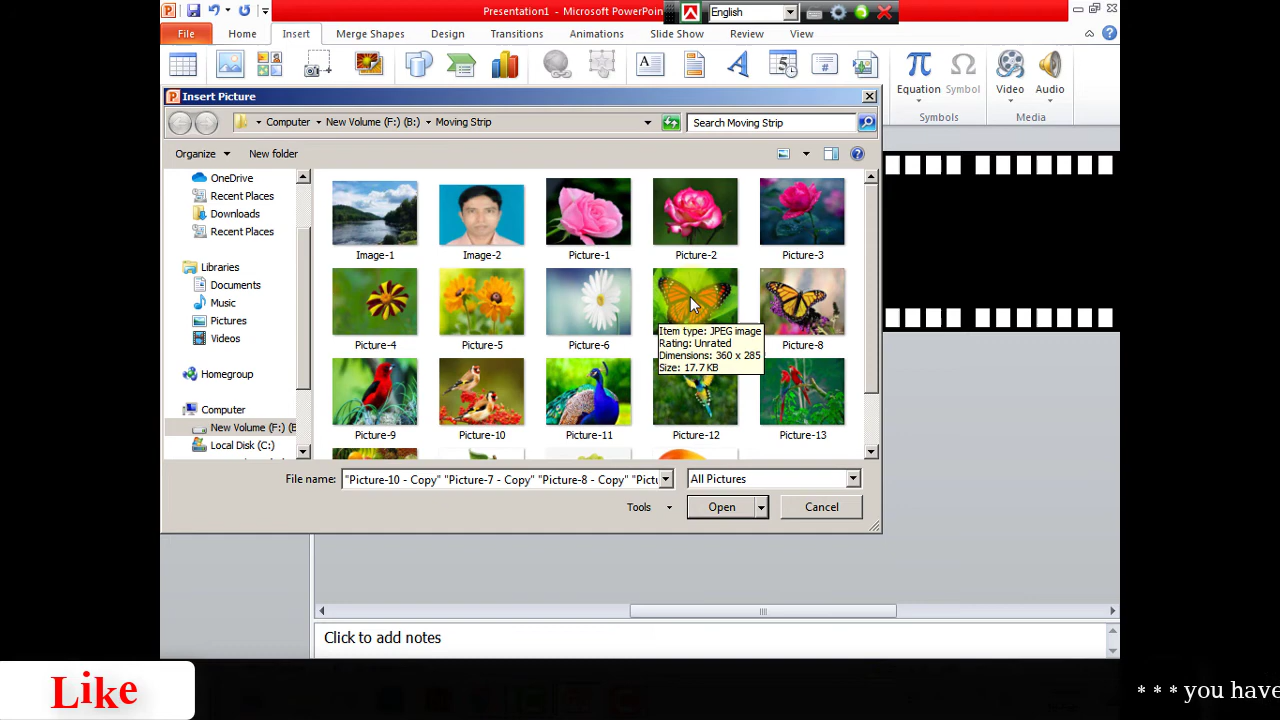 Presentation1 - Microsoft PowerPoin
English
File Home Insert Merge Shapes Design Transitions Animations Slide Show Review View
Equation Symbol Video Audio
Symbols Media
Insert Picture
Computer New Volume (F:) (B:) Moving Strip
Search Moving Strip
Organize New folder
OneDrive
Recent Places
Downloads
Recent Places
Libraries
Documents
Music
Pictures
Videos
Homegroup
Computer
New Volume (F:) (E
Local Disk (C:)
Image-1 Image-2 Picture-1 Picture-2 Picture-3
Picture-4 Picture-5 Picture-6 Picture-8
Item type: JPEG image
Rating: Unrated
Dimensions: 360 x 285
Size: 17.7 KB
Picture-9 Picture-10 Picture-11 Picture-12 Picture-13
File name: "Picture-10 - Copy" "Picture-7 - Copy" "Picture-8 - Copy" "Pictu
All Pictures
Tools Open Cancel
Click to add notes
Like
* * * you have